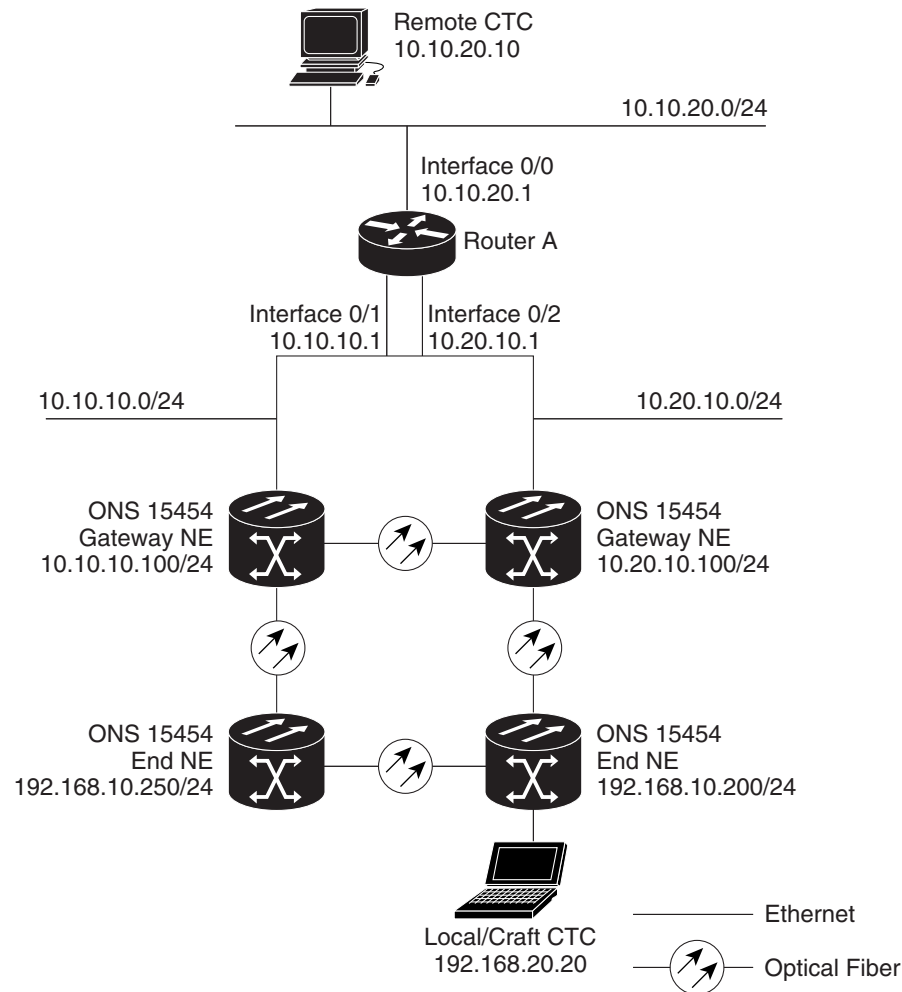 Remote CTC
10.10.20.10
10.10.20.0/24
Interface 0/0
10.10.20.1
Router A
Interface 0/1
10.10.10.1
Interface 0/2
10.20.10.1
10.10.10.0/24
10.20.10.0/24
ONS 15454
Gateway NE
10.10.10.100/24
ONS 15454
Gateway NE
10.20.10.100/24
ONS 15454
End NE
192.168.10.250/24
ONS 15454
End NE
192.168.10.200/24
Local/Craft CTC
192.168.20.20
Ethernet
Optical Fiber